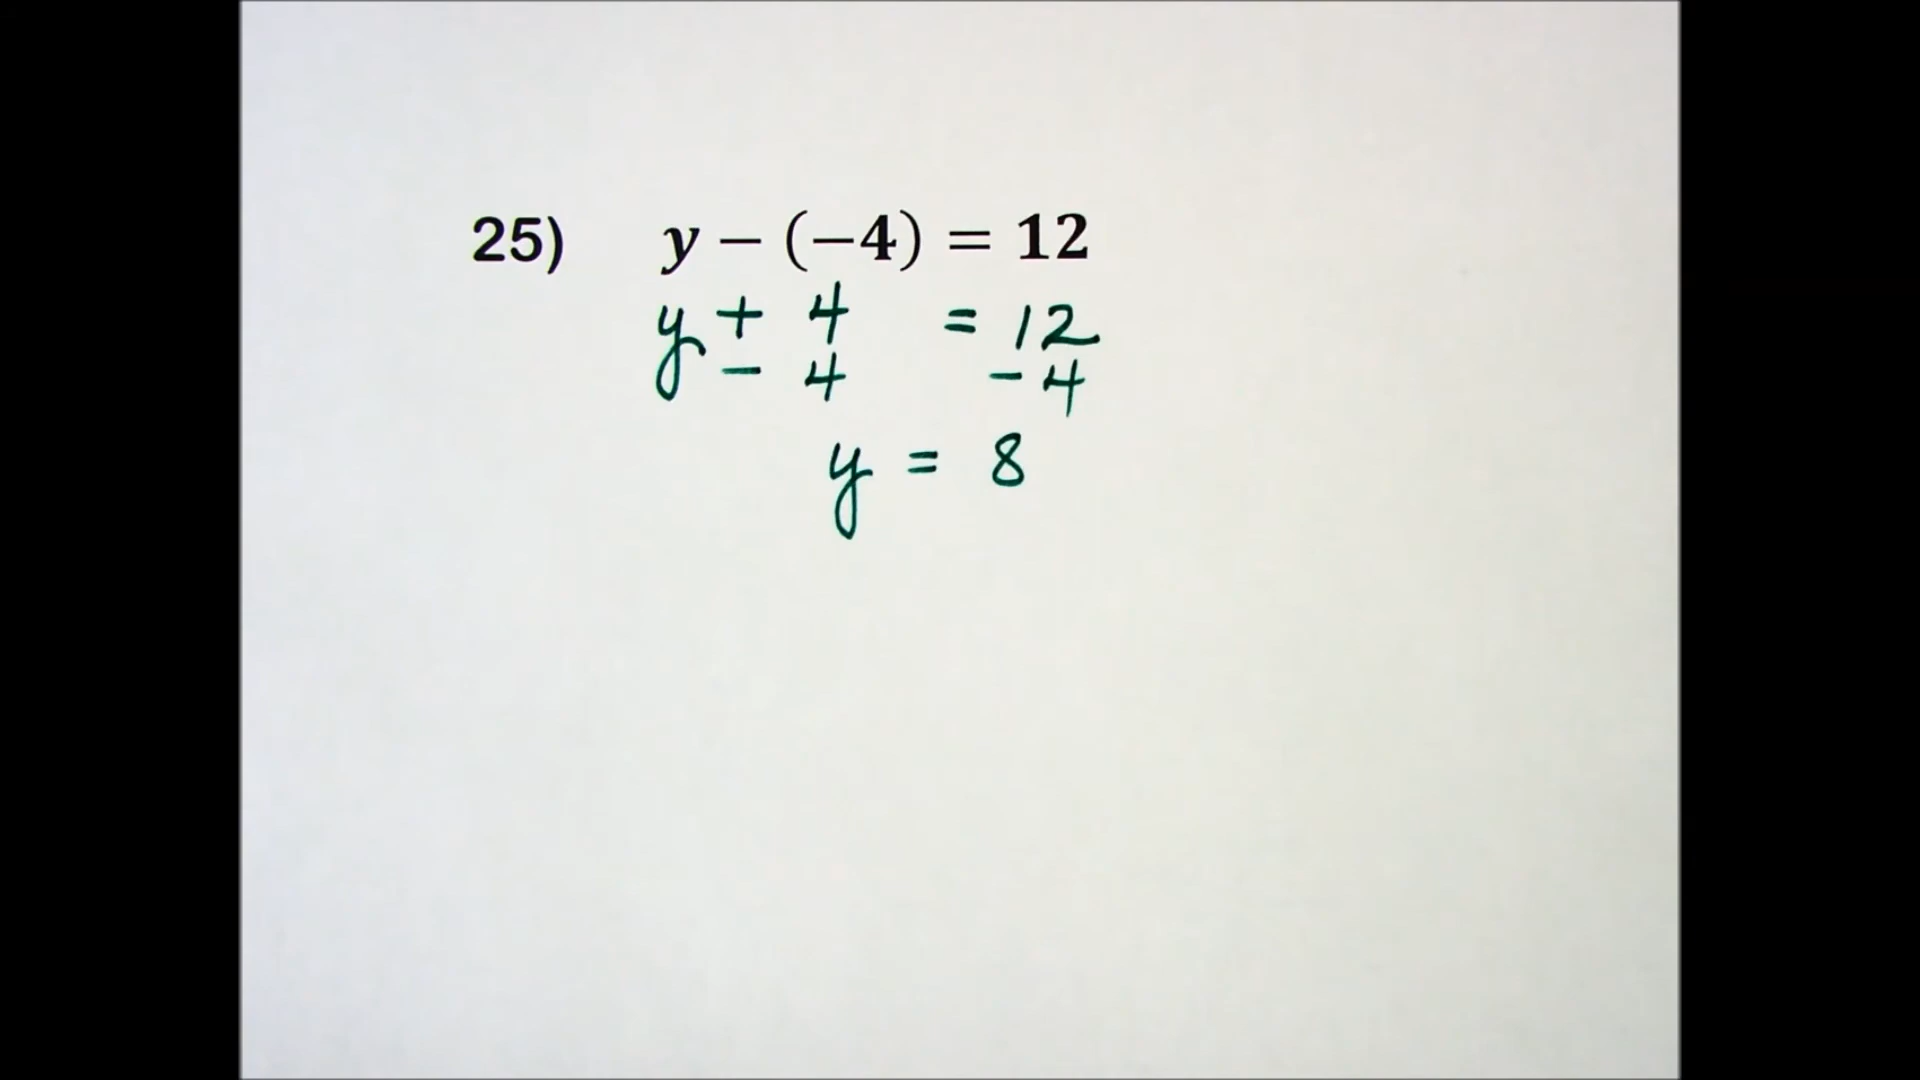 25) y − (−4) = 12
y + 4 = 12
− 4 − 4
y = 8